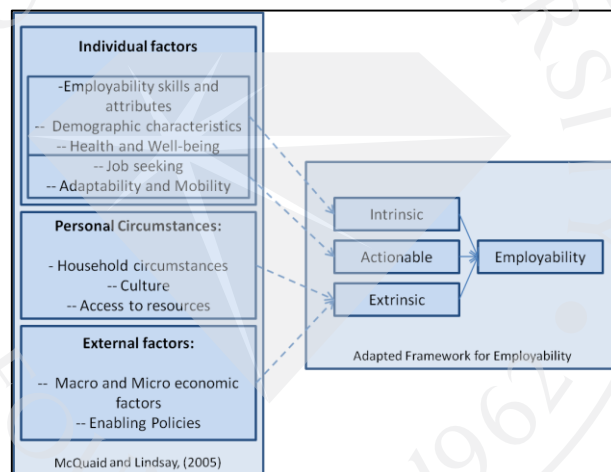 Individual factors
-Employability skills and
attributes
-- Demographic characteristics
-- Health and Well-being
-- Job seeking
-- Adaptability and Mobility
Personal Circumstances:
- Household circumstances
-- Culture
-- Access to resources
External factors:
-- Macro and Micro economic
factors
-- Enabling Policies
McQuaid and Lindsay, (2005)
Intrinsic
Actionable
Extrinsic
Employability
Adapted Framework for Employability
1962